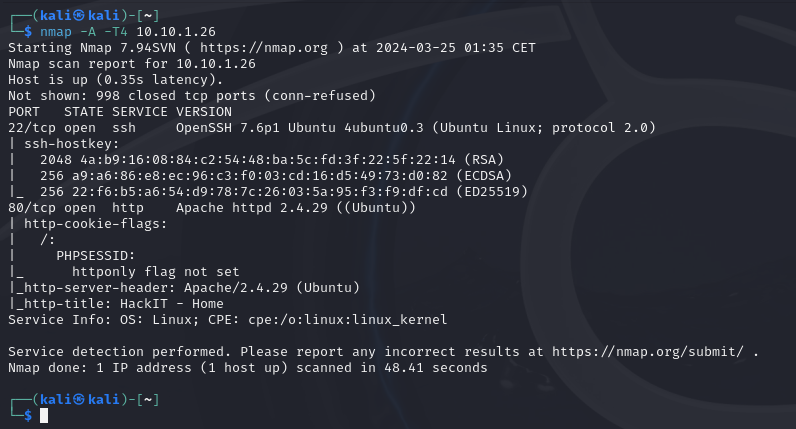 ┌──(kali㉿kali)-[~]
└─$ nmap -A -T4 10.10.1.26
Starting Nmap 7.94SVN ( https://nmap.org ) at 2024-03-25 01:35 CET
Nmap scan report for 10.10.1.26
Host is up (0.35s latency).
Not shown: 998 closed tcp ports (conn-refused)
PORT   STATE SERVICE VERSION
22/tcp open  ssh     OpenSSH 7.6p1 Ubuntu 4ubuntu0.3 (Ubuntu Linux; protocol 2.0)
| ssh-hostkey:
|   2048 4a:b9:16:08:84:c2:54:48:ba:5c:fd:3f:22:5f:22:14 (RSA)
|   256 a9:a6:86:e8:ec:96:c3:f0:03:cd:16:d5:49:73:d0:82 (ECDSA)
|_  256 22:f6:b5:a6:54:d9:78:7c:26:03:5a:95:f3:f9:df:cd (ED25519)
80/tcp open  http    Apache httpd 2.4.29 ((Ubuntu))
| http-cookie-flags:
|   /:
|     PHPSESSID:
|_      httponly flag not set
|_http-server-header: Apache/2.4.29 (Ubuntu)
|_http-title: HackIT - Home
Service Info: OS: Linux; CPE: cpe:/o:linux:linux_kernel

Service detection performed. Please report any incorrect results at https://nmap.org/submit/ .
Nmap done: 1 IP address (1 host up) scanned in 48.41 seconds

┌──(kali㉿kali)-[~]
└─$